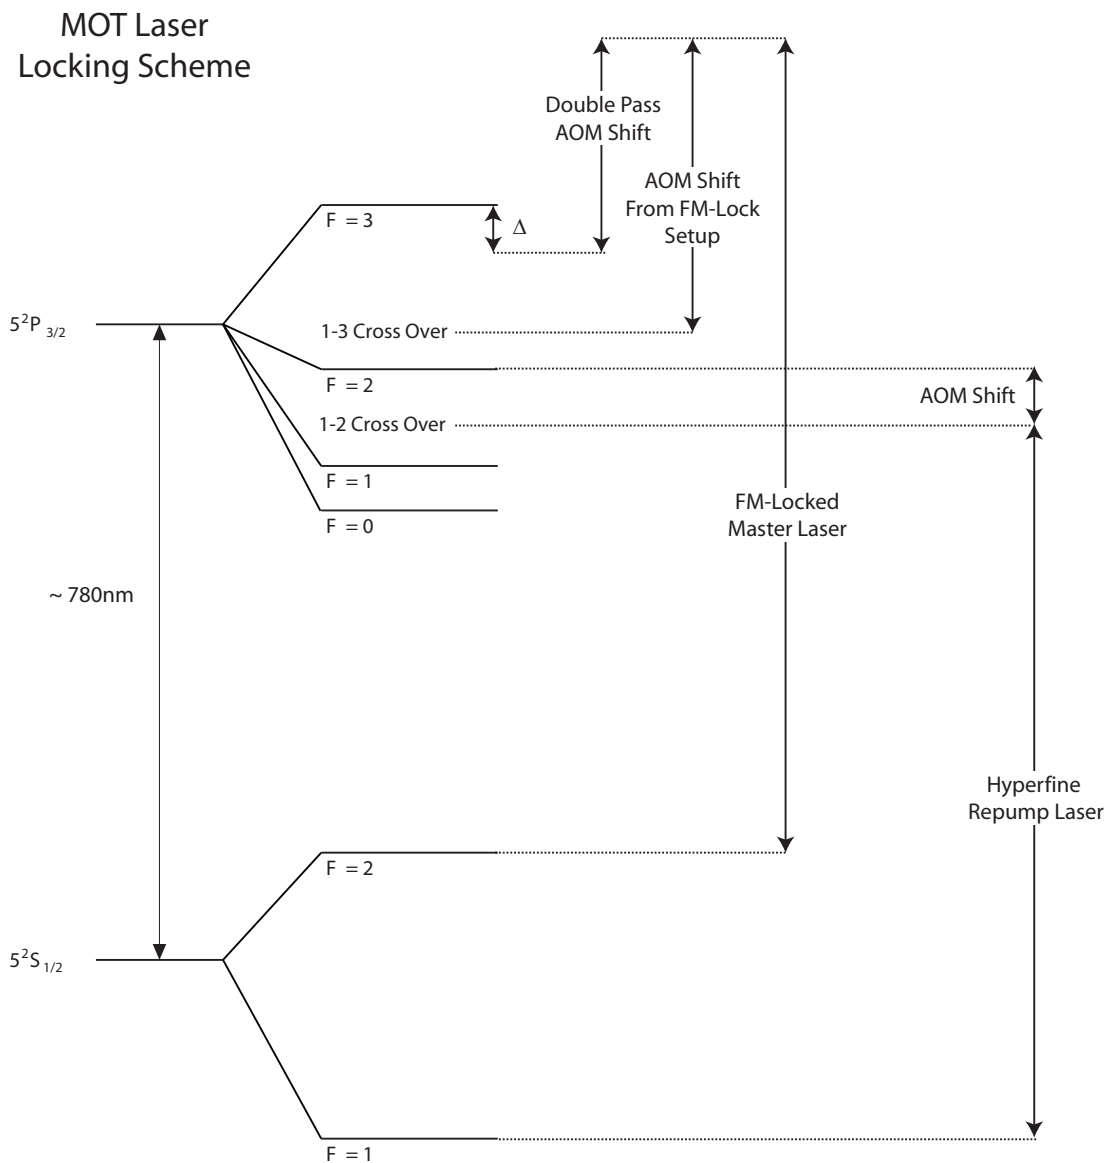 MOT Laser
Locking Scheme
Double Pass
AOM Shift
AOM Shift
From FM-Lock
Setup
F = 3
Δ
5²P 3/2
1-3 Cross Over
F = 2
AOM Shift
1-2 Cross Over
F = 1
FM-Locked
Master Laser
F = 0
~ 780nm
Hyperfine
Repump Laser
F = 2
5²S 1/2
F = 1